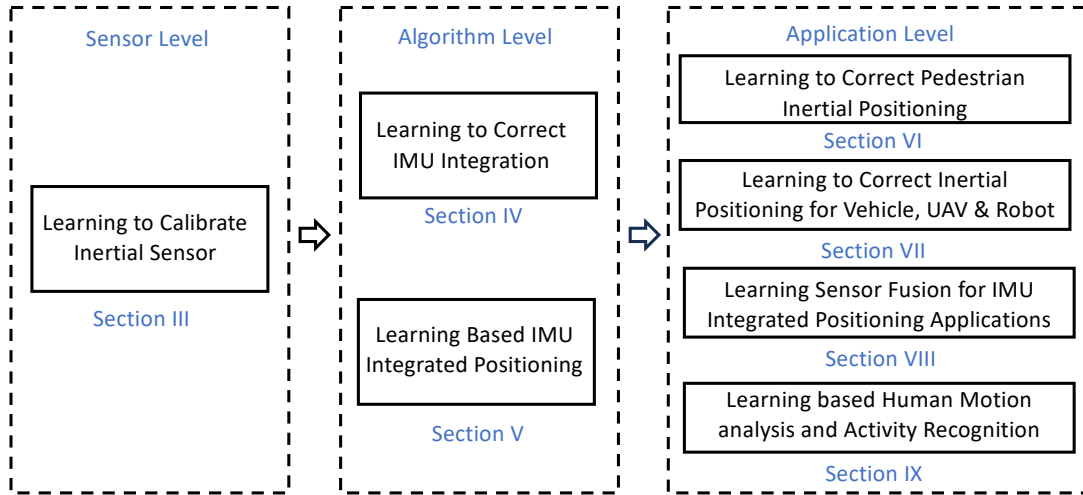 Sensor Level
Learning to Calibrate
Inertial Sensor
Section III
Algorithm Level
Learning to Correct
IMU Integration
Section IV
Learning Based IMU
Integrated Positioning
Section V
Application Level
Learning to Correct Pedestrian
Inertial Positioning
Section VI
Learning to Correct Inertial
Positioning for Vehicle, UAV & Robot
Section VII
Learning Sensor Fusion for IMU
Integrated Positioning Applications
Section VIII
Learning based Human Motion
analysis and Activity Recognition
Section IX